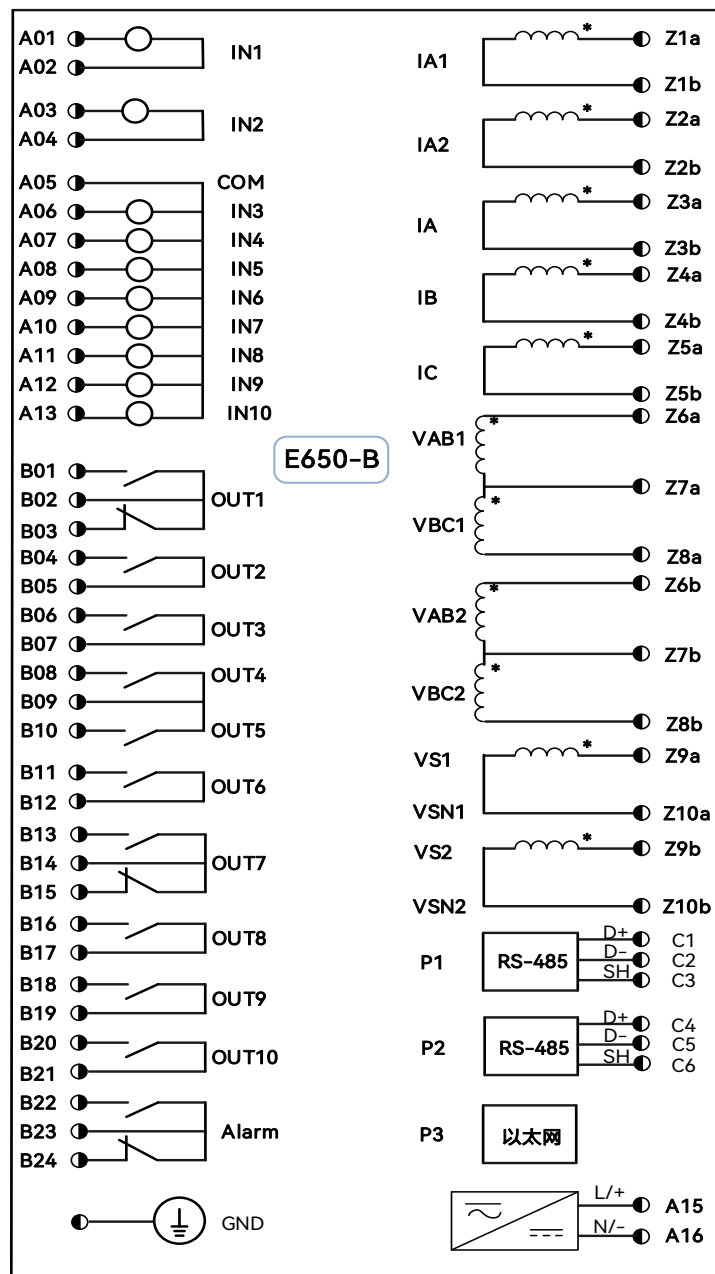 A01
A02
IN1
A03
A04
IN2
A05 COM
A06 IN3
A07 IN4
A08 IN5
A09 IN6
A10 IN7
A11 IN8
A12 IN9
A13 IN10
E650-B
B01
B02 OUT1
B03
B04
OUT2
B05
B06
OUT3
B07
B08 OUT4
B09
B10 OUT5
B11
OUT6
B12
B13
B14 OUT7
B15
B16
OUT8
B17
B18
OUT9
B19
B20
OUT10
B21
B22
B23 Alarm
B24
GND
* Z1a
IA1
Z1b
* Z2a
IA2
Z2b
* Z3a
IA
Z3b
* Z4a
IB
Z4b
* Z5a
IC
Z5b
* Z6a
VAB1
Z7a
*
VBC1
Z8a
* Z6b
VAB2
Z7b
*
VBC2
Z8b
VS1 * Z9a
VSN1 Z10a
VS2 * Z9b
VSN2 Z10b
D+ C1
P1 RS-485 D- C2
SH C3
D+ C4
P2 RS-485 D- C5
SH C6
P3 以太网
L/+ A15
N/- A16